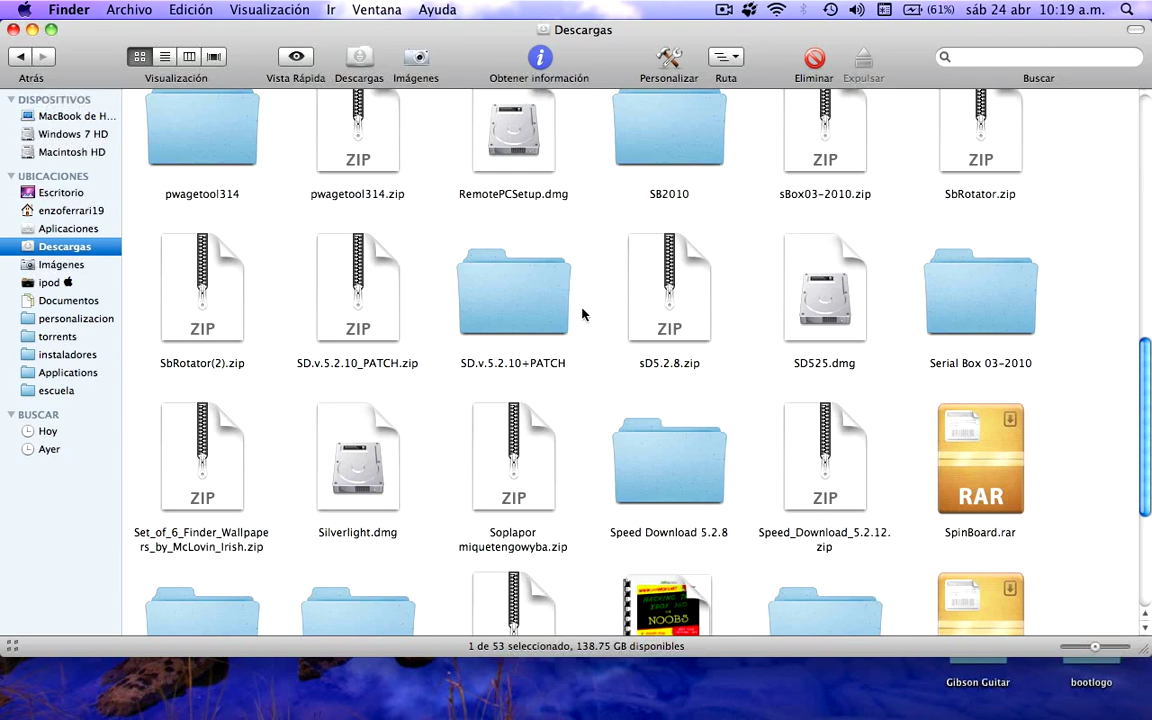 Finder Archivo Edición Visualización Ir Ventana Ayuda (61%) sáb 24 abr 10:19 a.m.
Descargas
Atrás Visualización Vista Rápida Descargas Imágenes Obtener información Personalizar Ruta Eliminar Expulsar Buscar
DISPOSITIVOS
MacBook de H...
Windows 7 HD
Macintosh HD
UBICACIONES
Escritorio
enzoferrari19
Aplicaciones
Descargas
Imágenes
ipod
Documentos
personalizacion
torrents
instaladores
Applications
escuela
BUSCAR
Hoy
Ayer
ZIP ZIP ZIP
pwagetool314 pwagetool314.zip RemotePCSetup.dmg SB2010 sBox03-2010.zip SbRotator.zip
ZIP ZIP ZIP
SbRotator(2).zip SD.v.5.2.10_PATCH.zip SD.v.5.2.10+PATCH sD5.2.8.zip SD525.dmg Serial Box 03-2010
ZIP ZIP ZIP RAR
Set_of_6_Finder_Wallpape Silverlight.dmg Soplapor Speed Download 5.2.8 Speed_Download_5.2.12. SpinBoard.rar
rs_by_McLovin_Irish.zip miquetengowyba.zip zip
HACKING THE
XBOX 360
FOR
NOOBS
1 de 53 seleccionado, 138.75 GB disponibles
Gibson Guitar bootlogo